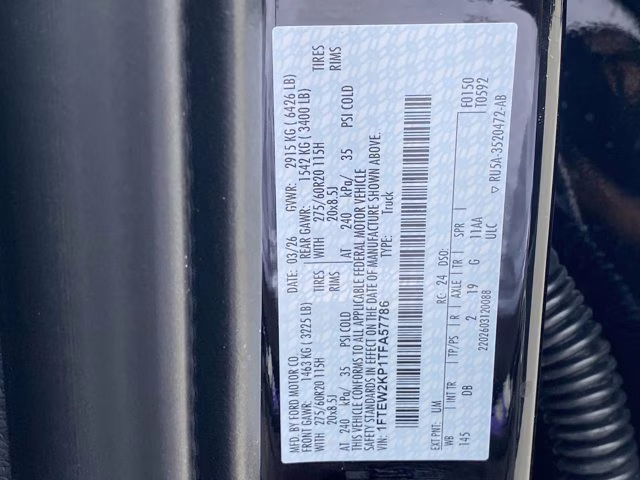 MFD. BY FORD MOTOR CO.
DATE: 03/26 GVWR: 2915 KG ( 6426 LB)
FRONT GAWR: 1463 KG ( 3225 LB) REAR GAWR: 1542 KG ( 3400 LB)
275/60R20 115H TIRES WITH 275/60R20 115H TIRES
20x8.5J RIMS 20x8.5J RIMS
AT 240 kPa/ 35 PSI COLD AT 240 kPa/ 35 PSI COLD
THIS VEHICLE CONFORMS TO ALL APPLICABLE FEDERAL MOTOR VEHICLE
SAFETY STANDARDS IN EFFECT ON THE DATE OF MANUFACTURE SHOWN ABOVE.
VIN: 1FTEW2KP1TFA57786 TYPE: Truck
F0150
T0592
EXT PNT: UM RC: 24 DSO:
WB INT TR TP/PS R AXLE TR SPR
145 DB 2 19 G 11AA
ULC
2202603120088 ▽ RU5A-3520472-AB